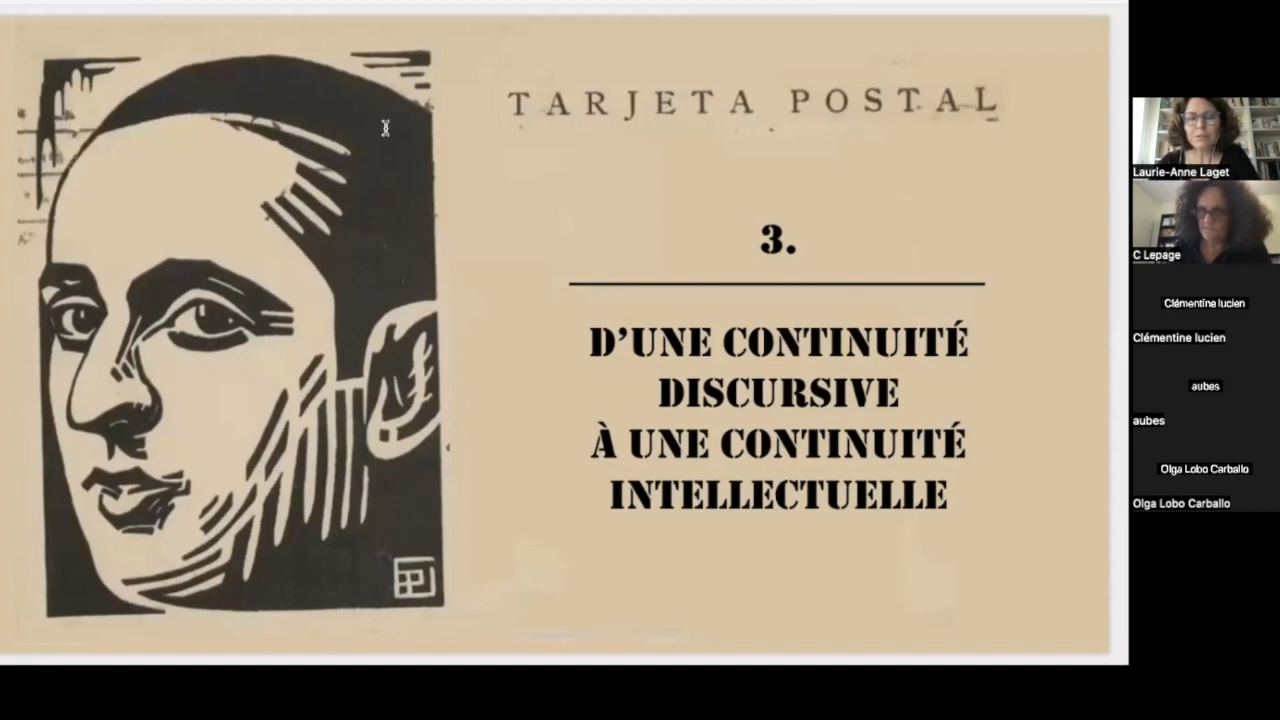 TARJETA POSTAL
3.
D'UNE CONTINUITÉ
DISCURSIVE
À UNE CONTINUITÉ
INTELLECTUELLE
Laurie-Anne Laget
C Lepage
Clémentine lucien
Clémentine lucien
aubes
aubes
Olga Lobo Carballo
Olga Lobo Carballo